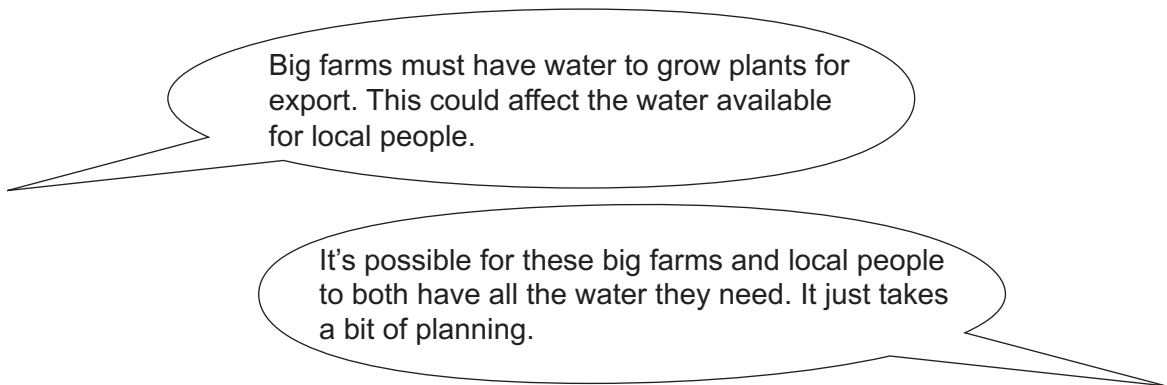 Big farms must have water to grow plants for
export. This could affect the water available
for local people.
It’s possible for these big farms and local people
to both have all the water they need. It just takes
a bit of planning.